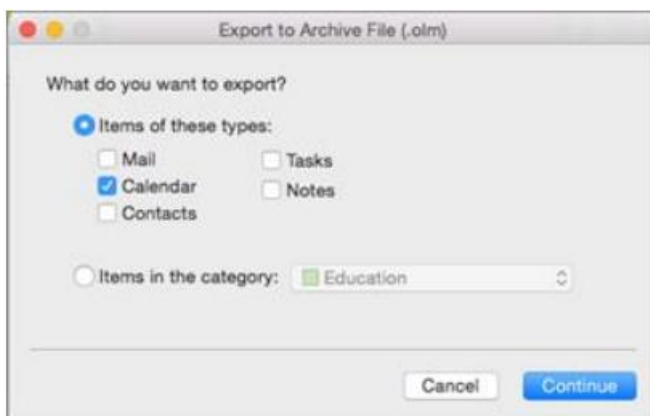 Export to Archive File (.olm)
What do you want to export?
Items of these types:
Mail Tasks
Calendar Notes
Contacts
Items in the category: Education
Cancel Continue